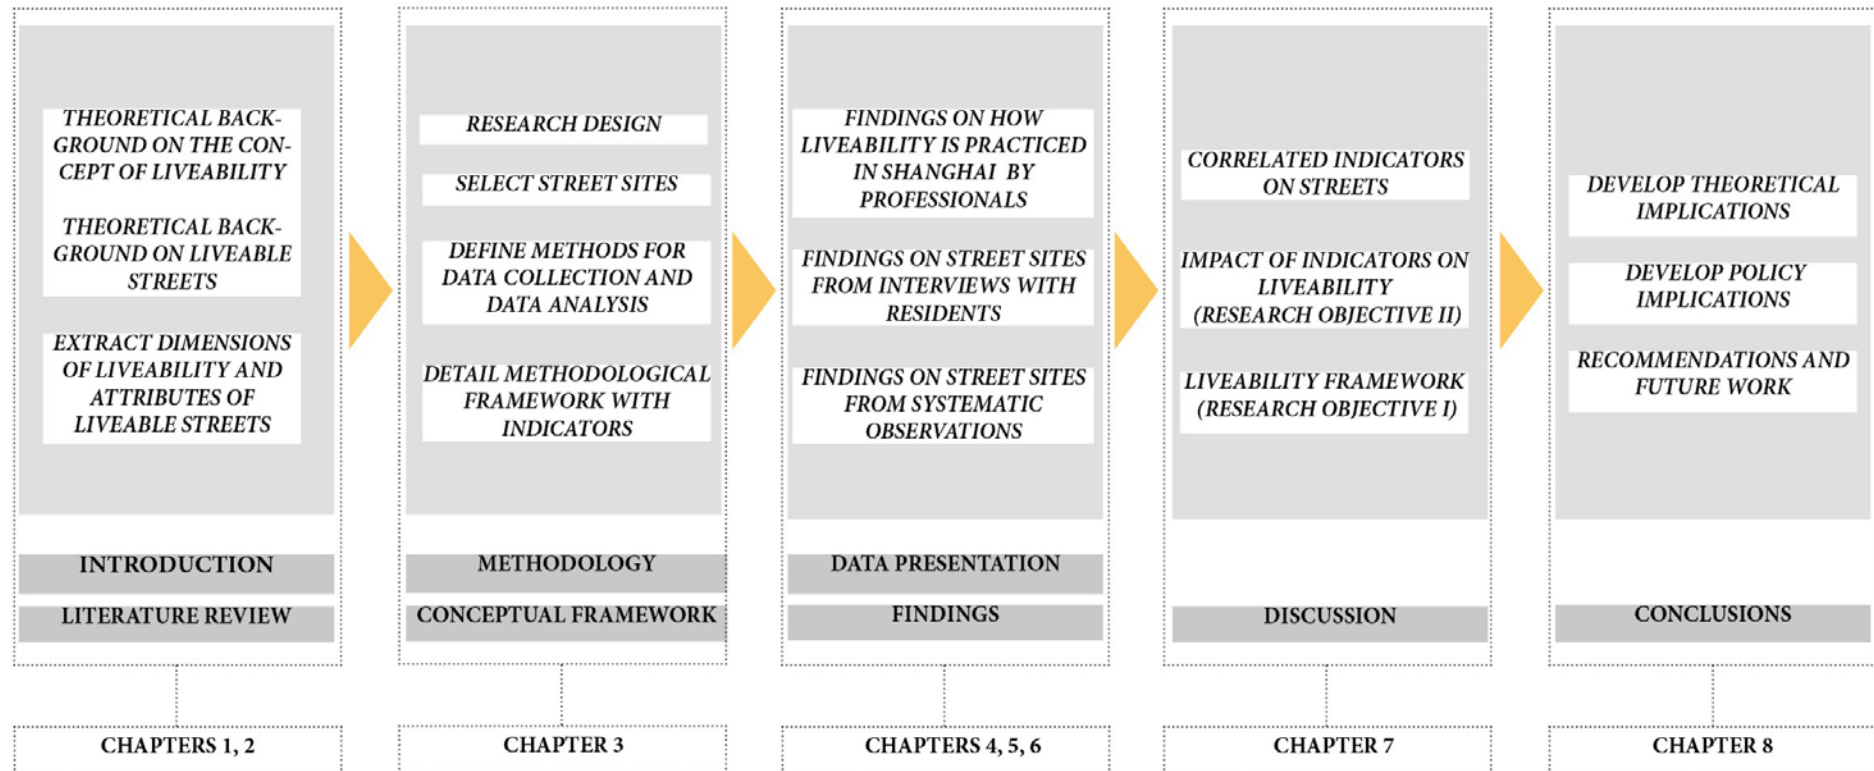 THEORETICAL BACK-
GROUND ON THE CON-
CEPT OF LIVEABILITY
THEORETICAL BACK-
GROUND ON LIVEABLE
STREETS
EXTRACT DIMENSIONS
OF LIVEABILITY AND
ATTRIBUTES OF
LIVEABLE STREETS
INTRODUCTION
LITERATURE REVIEW
CHAPTERS 1, 2
RESEARCH DESIGN
SELECT STREET SITES
DEFINE METHODS FOR
DATA COLLECTION AND
DATA ANALYSIS
DETAIL METHODOLOGICAL
FRAMEWORK WITH
INDICATORS
METHODOLOGY
CONCEPTUAL FRAMEWORK
CHAPTER 3
FINDINGS ON HOW
LIVEABILITY IS PRACTICED
IN SHANGHAI BY
PROFESSIONALS
FINDINGS ON STREET SITES
FROM INTERVIEWS WITH
RESIDENTS
FINDINGS ON STREET SITES
FROM SYSTEMATIC
OBSERVATIONS
DATA PRESENTATION
FINDINGS
CHAPTERS 4, 5, 6
CORRELATED INDICATORS
ON STREETS
IMPACT OF INDICATORS ON
LIVEABILITY
(RESEARCH OBJECTIVE II)
LIVEABILITY FRAMEWORK
(RESEARCH OBJECTIVE I)
DISCUSSION
CHAPTER 7
DEVELOP THEORETICAL
IMPLICATIONS
DEVELOP POLICY
IMPLICATIONS
RECOMMENDATIONS AND
FUTURE WORK
CONCLUSIONS
CHAPTER 8